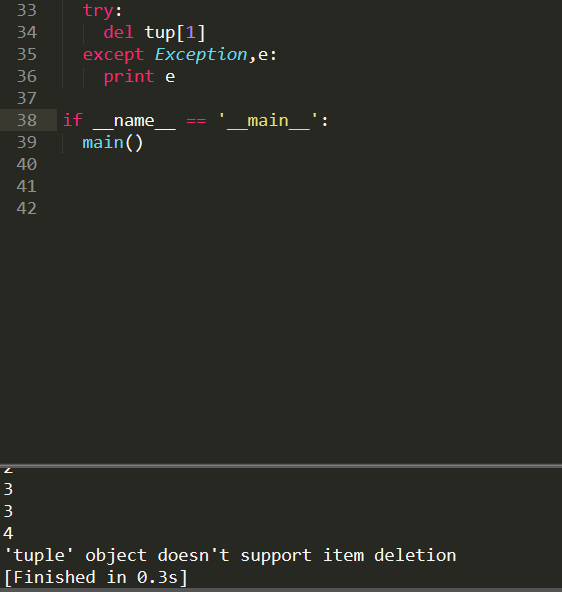 33 try:
34 del tup[1]
35 except Exception,e:
36 print e
37
38 if __name__ == '__main__':
39 main()
40
41
42
2
3
3
4
'tuple' object doesn't support item deletion
[Finished in 0.3s]